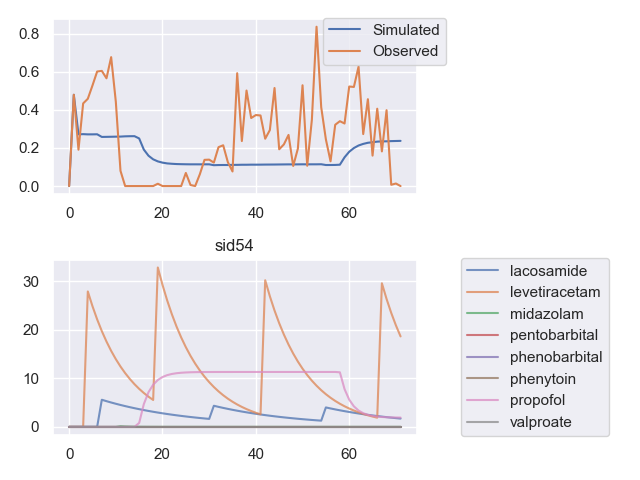 0.8
0.6
0.4
0.2
0.0
0 20 40 60
Simulated
Observed
sid54
30
20
10
0
0 20 40 60
lacosamide
levetiracetam
midazolam
pentobarbital
phenobarbital
phenytoin
propofol
valproate